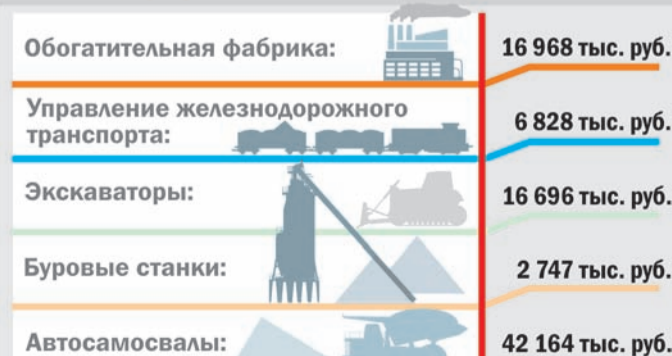 Обогатительная фабрика: 16 968 тыс. руб.
Управление железнодорожного
транспорта: 6 828 тыс. руб.
Экскаваторы: 16 696 тыс. руб.
Буровые станки: 2 747 тыс. руб.
Автосамосвалы: 42 164 тыс. руб.